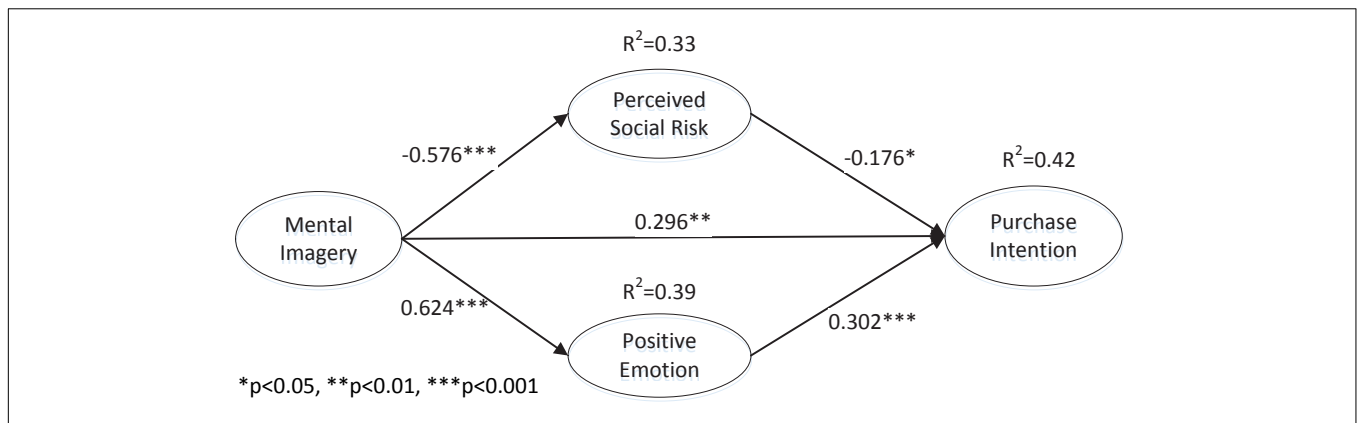 R²=0.33
Perceived
Social Risk
-0.576***
-0.176*
R²=0.42
Mental
Imagery
0.296**
Purchase
Intention
0.624***
R²=0.39
0.302***
Positive
Emotion
*p<0.05, **p<0.01, ***p<0.001